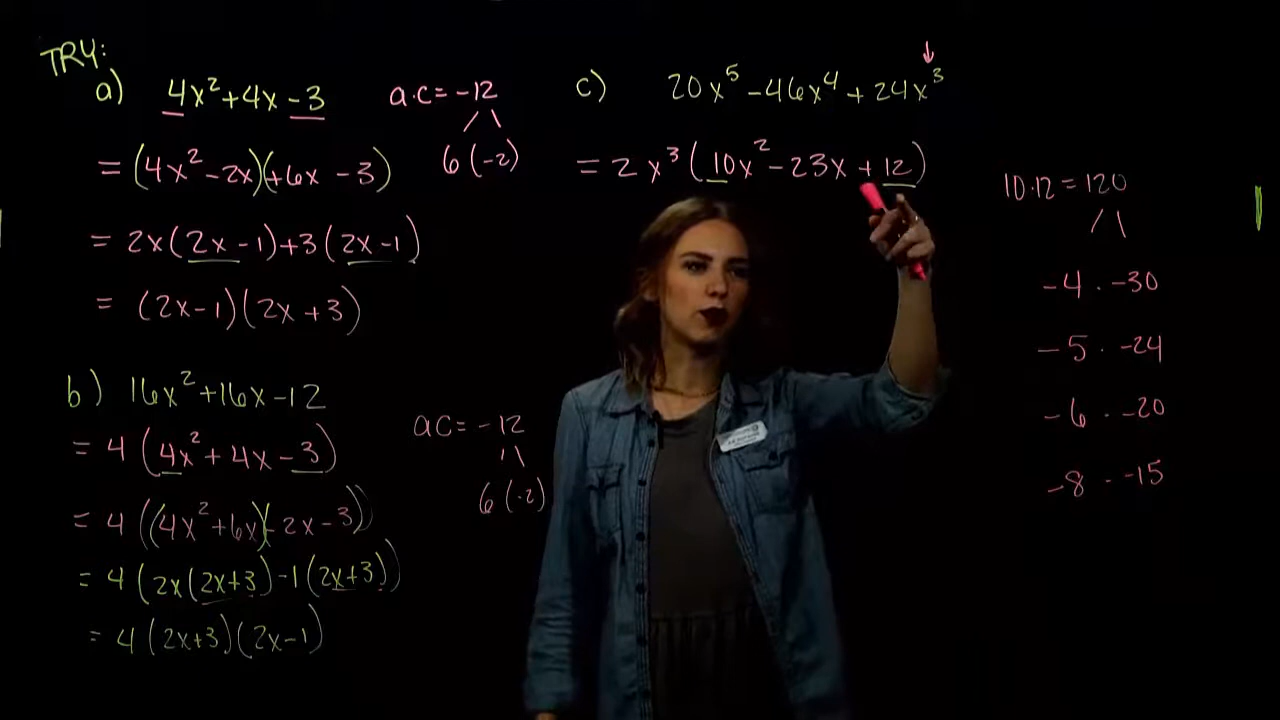 TRY:
a) 4x² + 4x - 3
a·c = -12
6 (-2)
= (4x² - 2x)(+6x - 3)
= 2x(2x - 1) + 3(2x - 1)
= (2x - 1)(2x + 3)
b) 16x² + 16x - 12
= 4(4x² + 4x - 3)
ac = -12
6(-2)
= 4((4x² + 6x)(-2x - 3))
= 4(2x(2x+3) - 1(2x+3))
= 4(2x+3)(2x-1)
c) 20x⁵ - 46x⁴ + 24x³
= 2x³(10x² - 23x + 12)
10·12 = 120
-4 · -30
-5 · -24
-6 · -20
-8 · -15